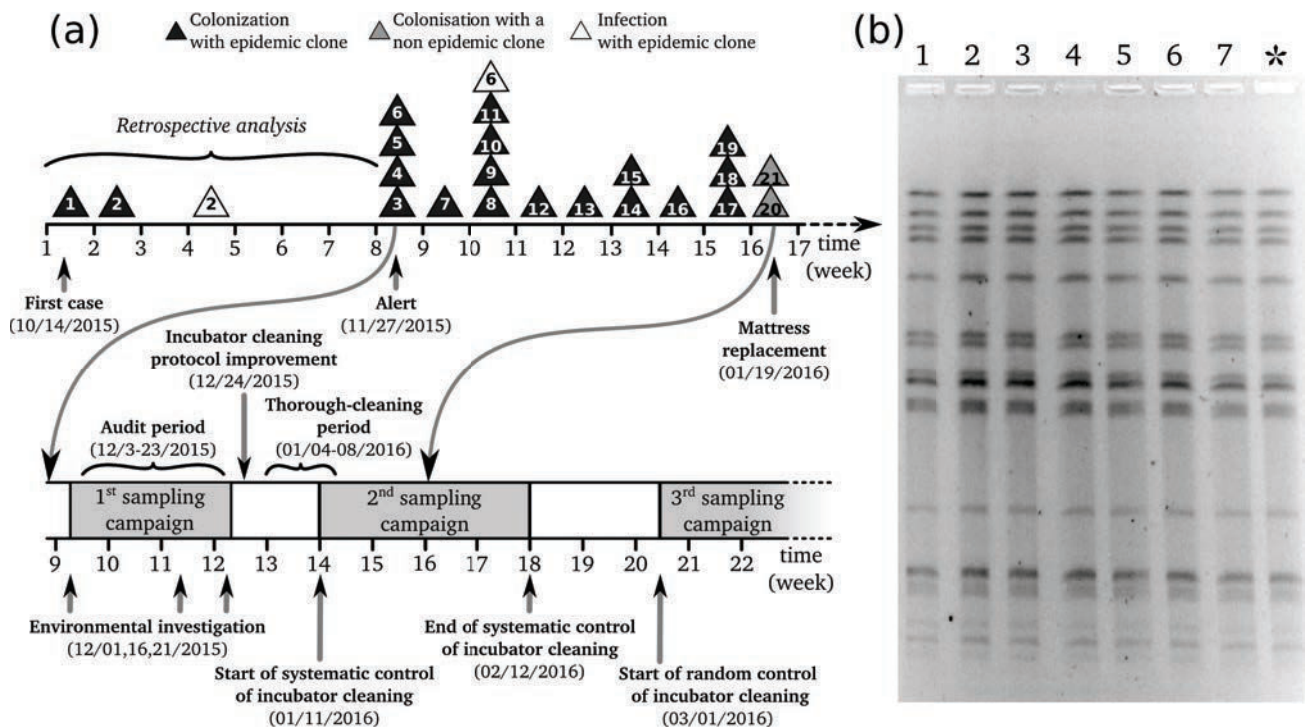 (a)
Colonization
with epidemic clone
Colonisation with a
non epidemic clone
Infection
with epidemic clone
Retrospective analysis
6
6 11
5 10 19
4 9 15 18 21
1 2 2 3 7 8 12 13 14 16 17 20
1 2 3 4 5 6 7 8 9 10 11 12 13 14 15 16 17 time
(week)
First case
(10/14/2015)
Alert
(11/27/2015)
Mattress
replacement
(01/19/2016)
Incubator cleaning
protocol improvement
(12/24/2015)
Audit period
(12/3-23/2015)
Thorough-cleaning
period
(01/04-08/2016)
1st sampling
campaign
2nd sampling
campaign
3rd sampling
campaign
9 10 11 12 13 14 15 16 17 18 19 20 21 22 time
(week)
Environmental investigation
(12/01,16,21/2015)
Start of systematic control
of incubator cleaning
(01/11/2016)
End of systematic control
of incubator cleaning
(02/12/2016)
Start of random control
of incubator cleaning
(03/01/2016)
(b)
1 2 3 4 5 6 7 *